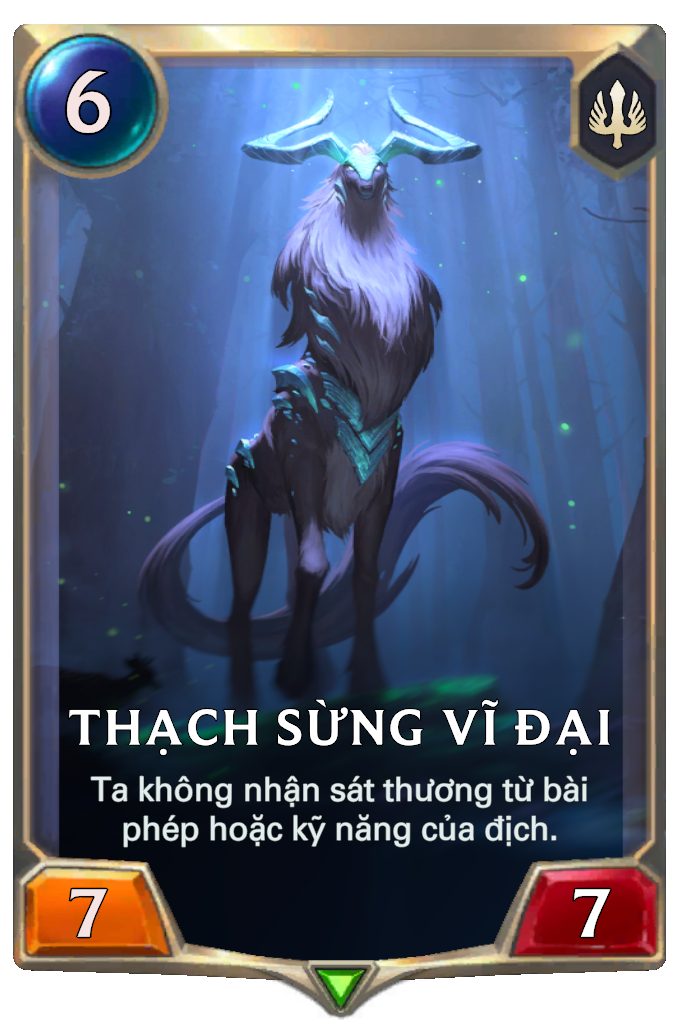 6
THẠCH SỪNG VĨ ĐẠI
Ta không nhận sát thương từ bài
phép hoặc kỹ năng của địch.
7
7